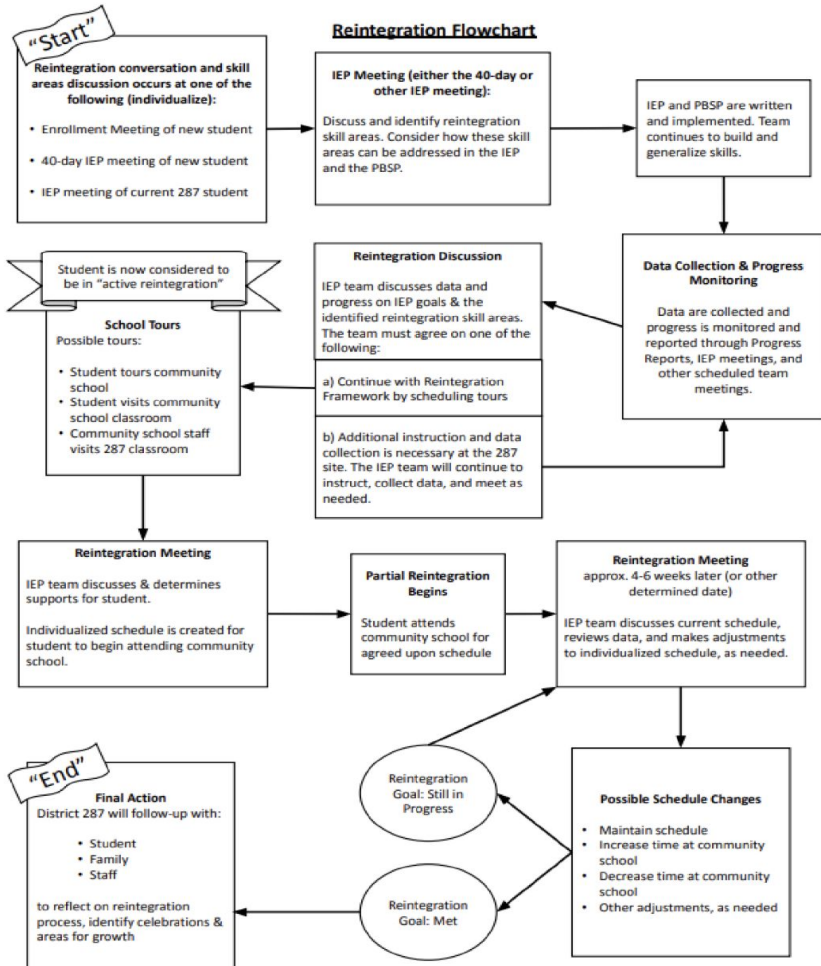 Reintegration Flowchart
"Start"
Reintegration conversation and skill
areas discussion occurs at one of the
following (individualize):
• Enrollment Meeting of new student
• 40-day IEP meeting of new student
• IEP meeting of current 287 student
IEP Meeting (either the 40-day or
other IEP meeting):
Discuss and identify reintegration
skill areas. Consider how these skill
areas can be addressed in the IEP
and the PBSP.
IEP and PBSP are written
and implemented. Team
continues to build and
generalize skills.
Data Collection & Progress
Monitoring
Data are collected and
progress is monitored and
reported through Progress
Reports, IEP meetings, and
other scheduled team
meetings.
Reintegration Discussion
IEP team discusses data and
progress on IEP goals & the
identified reintegration skill areas.
The team must agree on one of the
following:
a) Continue with Reintegration
Framework by scheduling tours
b) Additional instruction and data
collection is necessary at the 287
site. The IEP team will continue to
instruct, collect data, and meet as
needed.
Student is now considered to
be in "active reintegration"
School Tours
Possible tours:
• Student tours community
school
• Student visits community
school classroom
• Community school staff
visits 287 classroom
Reintegration Meeting
IEP team discusses & determines
supports for student.
Individualized schedule is created for
student to begin attending community
school.
Partial Reintegration
Begins
Student attends
community school for
agreed upon schedule
Reintegration Meeting
approx. 4-6 weeks later (or other
determined date)
IEP team discusses current schedule,
reviews data, and makes adjustments
to individualized schedule, as needed.
Possible Schedule Changes
• Maintain schedule
• Increase time at community
school
• Decrease time at community
school
• Other adjustments, as needed
Reintegration
Goal: Still in
Progress
Reintegration
Goal: Met
"End"
Final Action
District 287 will follow-up with:
• Student
• Family
• Staff
to reflect on reintegration
process, identify celebrations &
areas for growth